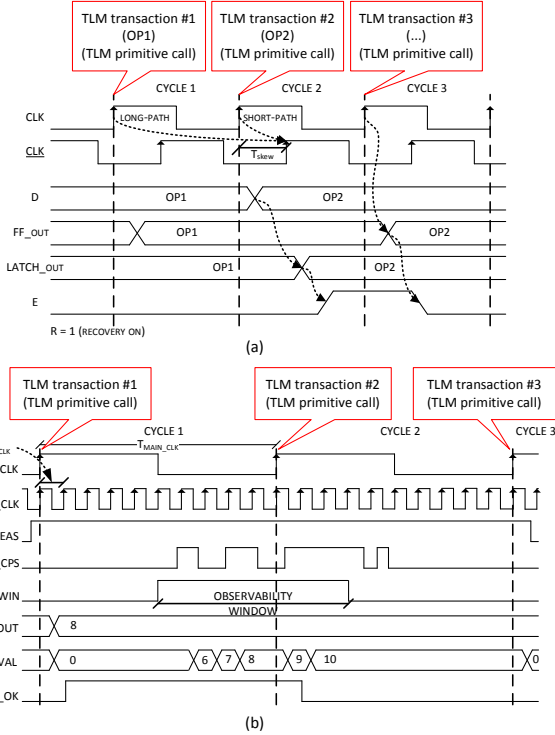 TLM transaction #1
(OP1)
(TLM primitive call)
TLM transaction #2
(OP2)
(TLM primitive call)
TLM transaction #3
(...)
(TLM primitive call)
CYCLE 1
CYCLE 2
CYCLE 3
CLK
LONG-PATH
SHORT-PATH
CLK
Tskew
D
OP1
OP2
FF_OUT
OP1
OP2
LATCH_OUT
OP1
OP2
E
R = 1 (RECOVERY ON)
(a)
TLM transaction #1
(TLM primitive call)
TLM transaction #2
(TLM primitive call)
TLM transaction #3
(TLM primitive call)
CYCLE 1
CYCLE 2
CYCLE 3
TMAIN_CLK
CLK
_CLK
_CLK
EAS
_CPS
WIN
OBSERVABILITY
WINDOW
OUT
8
VAL
0
6
7
8
9
10
0
_OK
(b)